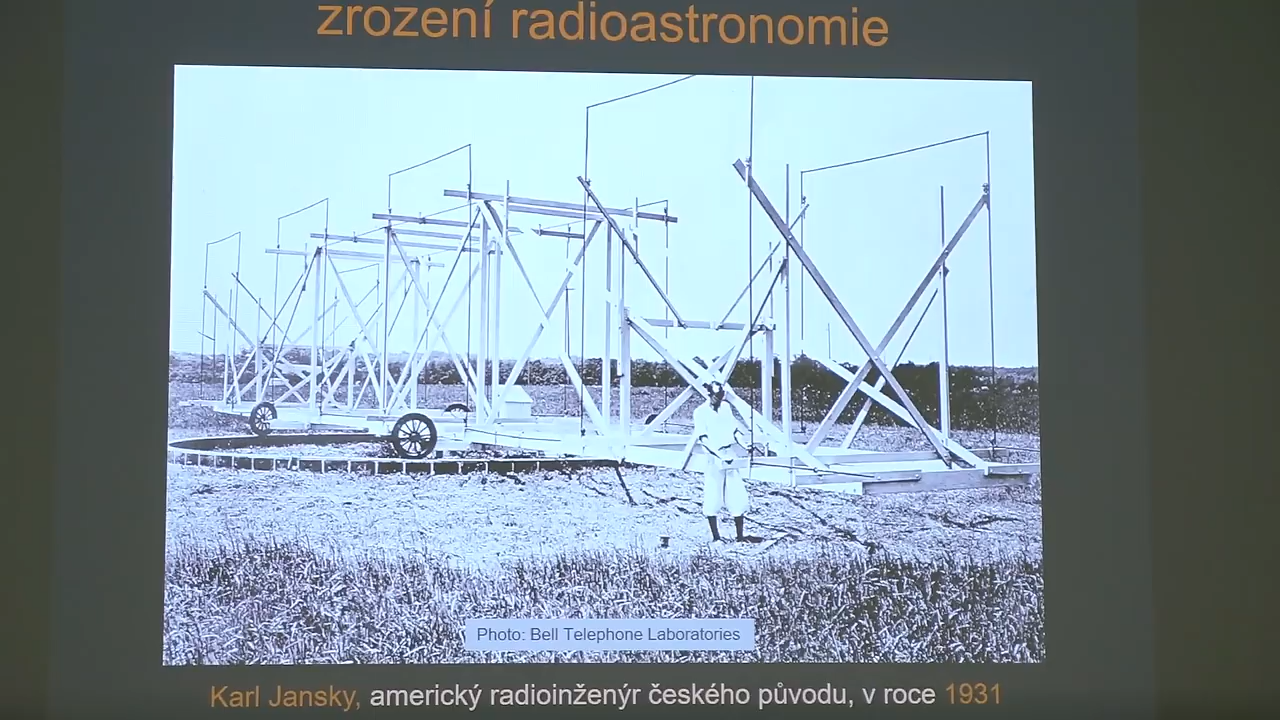 zrození radioastronomie
Photo: Bell Telephone Laboratories
Karl Jansky, americký radioinženýr českého původu, v roce 1931